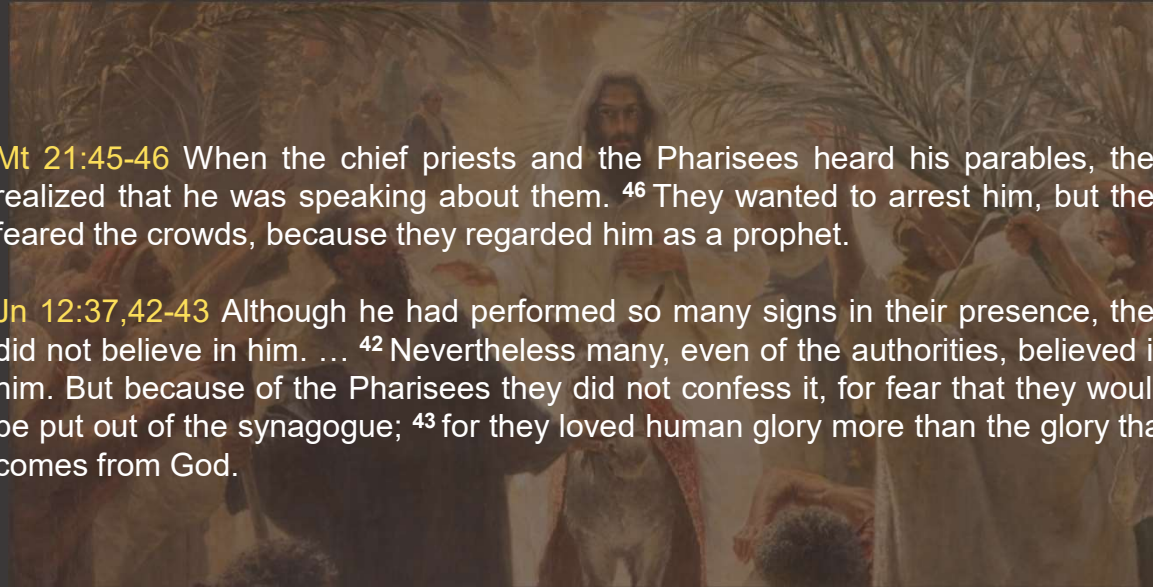 Mt 21:45-46 When the chief priests and the Pharisees heard his parables, the
realized that he was speaking about them. 46 They wanted to arrest him, but the
feared the crowds, because they regarded him as a prophet.
Jn 12:37,42-43 Although he had performed so many signs in their presence, the
did not believe in him. … 42 Nevertheless many, even of the authorities, believed i
him. But because of the Pharisees they did not confess it, for fear that they woul
be put out of the synagogue; 43 for they loved human glory more than the glory tha
comes from God.